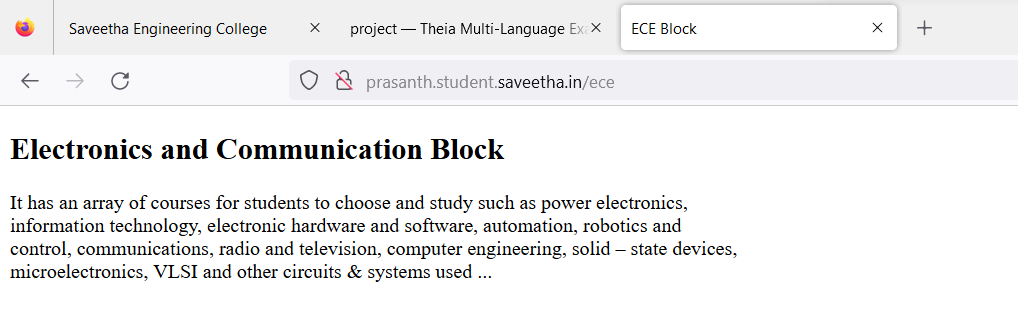 Saveetha Engineering College
project — Theia Multi-Language Exa
ECE Block
prasanth.student.saveetha.in/ece
Electronics and Communication Block
It has an array of courses for students to choose and study such as power electronics,
information technology, electronic hardware and software, automation, robotics and
control, communications, radio and television, computer engineering, solid – state devices,
microelectronics, VLSI and other circuits & systems used ...